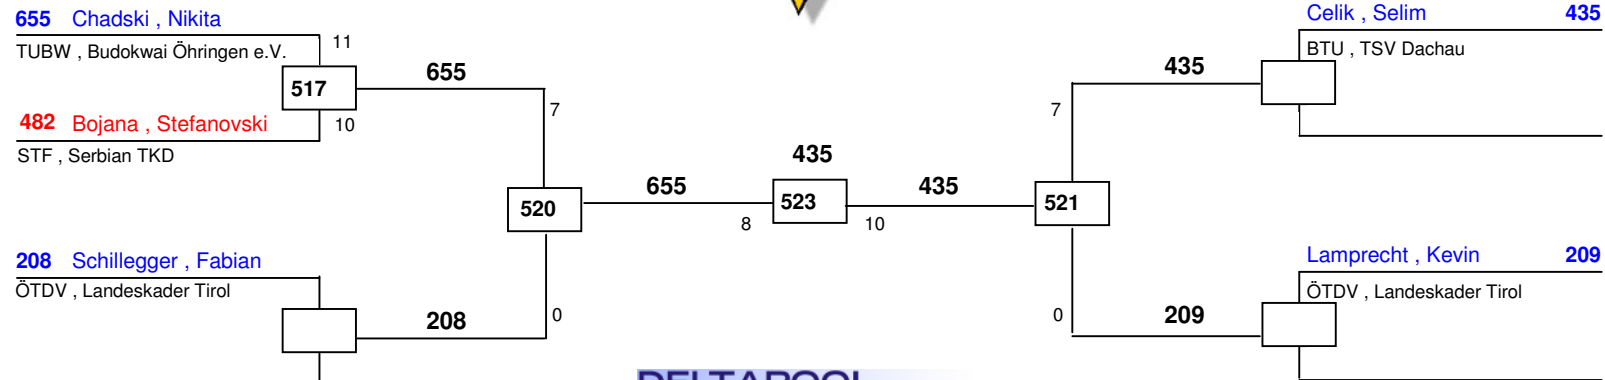 655 Chadski , Nikita
TUBW , Budokwai Öhringen e.V.
11
517
655
482 Bojana , Stefanovski
10
STF , Serbian TKD
7
520
655
208 Schillegger , Fabian
ÖTDV , Landeskader Tirol
208
0
435
523
8
10
435
Celik , Selim 435
BTU , TSV Dachau
435
7
521
Lamprecht , Kevin 209
ÖTDV , Landeskader Tirol
209
0